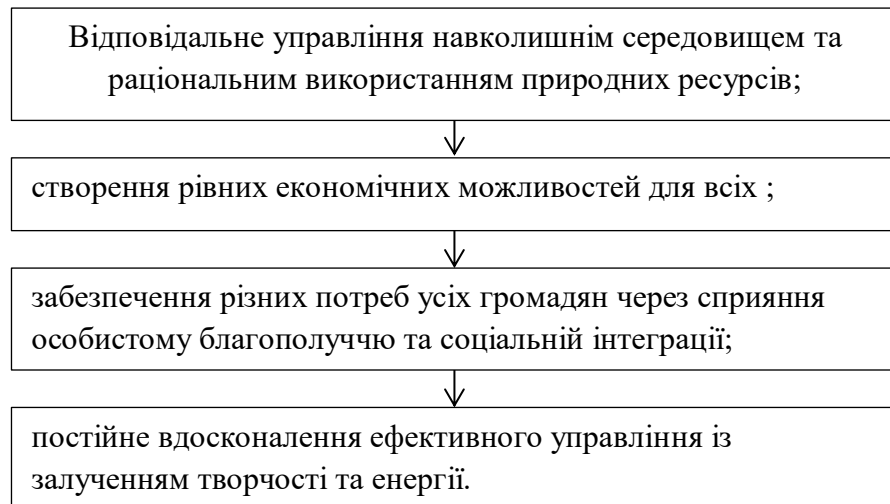 Відповідальне управління навколишнім середовищем та
раціональним використанням природних ресурсів;
створення рівних економічних можливостей для всіх ;
забезпечення різних потреб усіх громадян через сприяння
особистому благополуччю та соціальній інтеграції;
постійне вдосконалення ефективного управління із
залученням творчості та енергії.